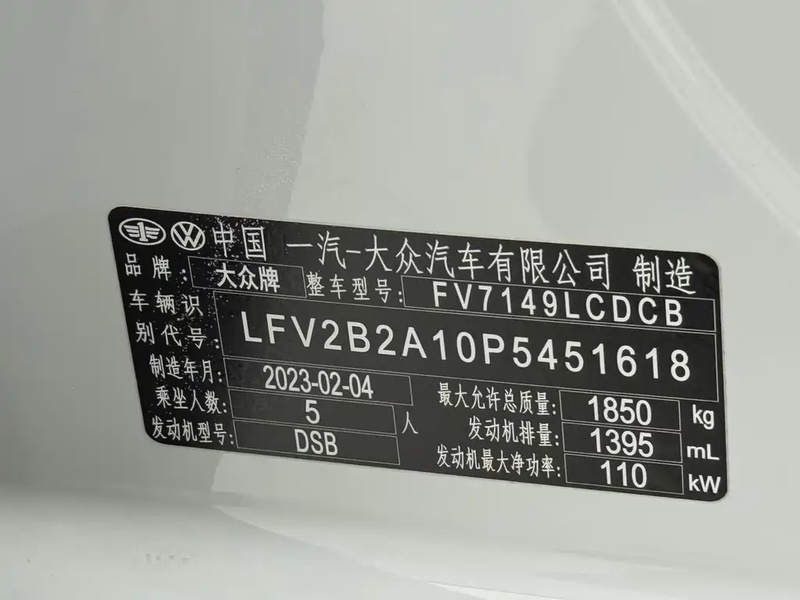 中国 一汽-大众汽车有限公司 制造
品牌: 大众牌 整车型号: FV7149LCDCB
车辆识别代号: LFV2B2A10P5451618
制造年月: 2023-02-04 最大允许总质量: 1850 kg
乘坐人数: 5 人 发动机排量: 1395 mL
发动机型号: DSB 发动机最大净功率: 110 kW